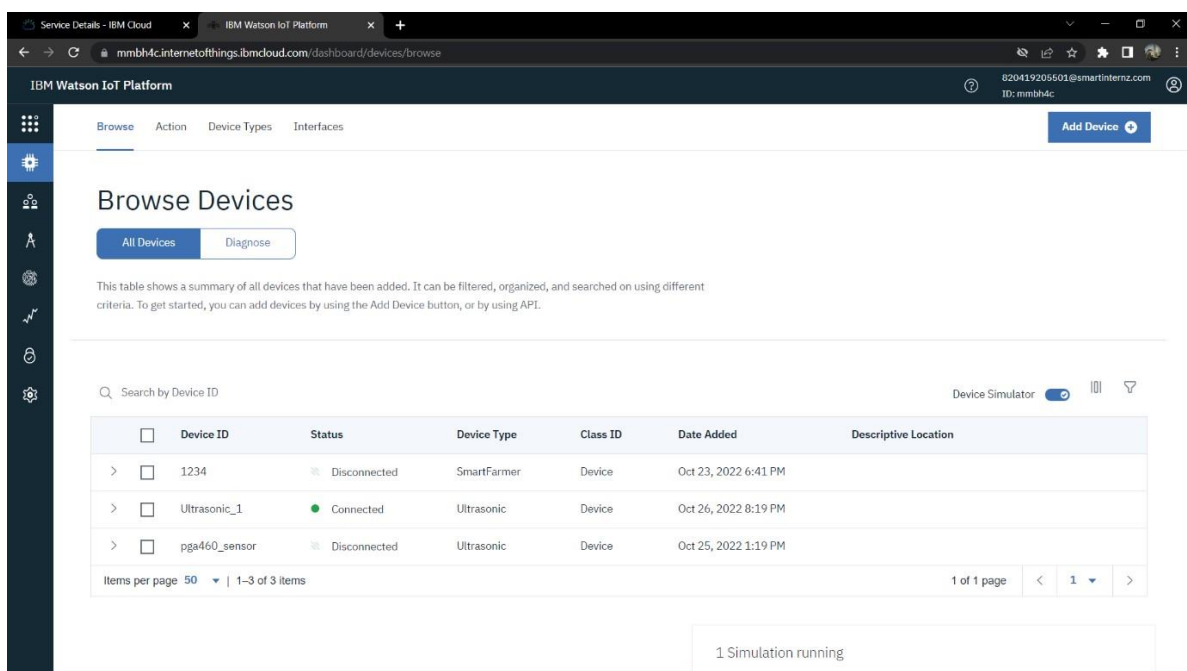 Service Details - IBM Cloud
IBM Watson IoT Platform
mmbh4c.internetofthings.ibmcloud.com/dashboard/devices/browse
IBM Watson IoT Platform
820419205501@smartinternz.com
ID: mmbh4c
Browse Action Device Types Interfaces
Add Device
Browse Devices
All Devices Diagnose
This table shows a summary of all devices that have been added. It can be filtered, organized, and searched on using different
criteria. To get started, you can add devices by using the Add Device button, or by using API.
Search by Device ID
Device Simulator
Device ID Status Device Type Class ID Date Added Descriptive Location
1234 Disconnected SmartFarmer Device Oct 23, 2022 6:41 PM
Ultrasonic_1 Connected Ultrasonic Device Oct 26, 2022 8:19 PM
pga460_sensor Disconnected Ultrasonic Device Oct 25, 2022 1:19 PM
Items per page 50 | 1–3 of 3 items
1 of 1 page 1
1 Simulation running